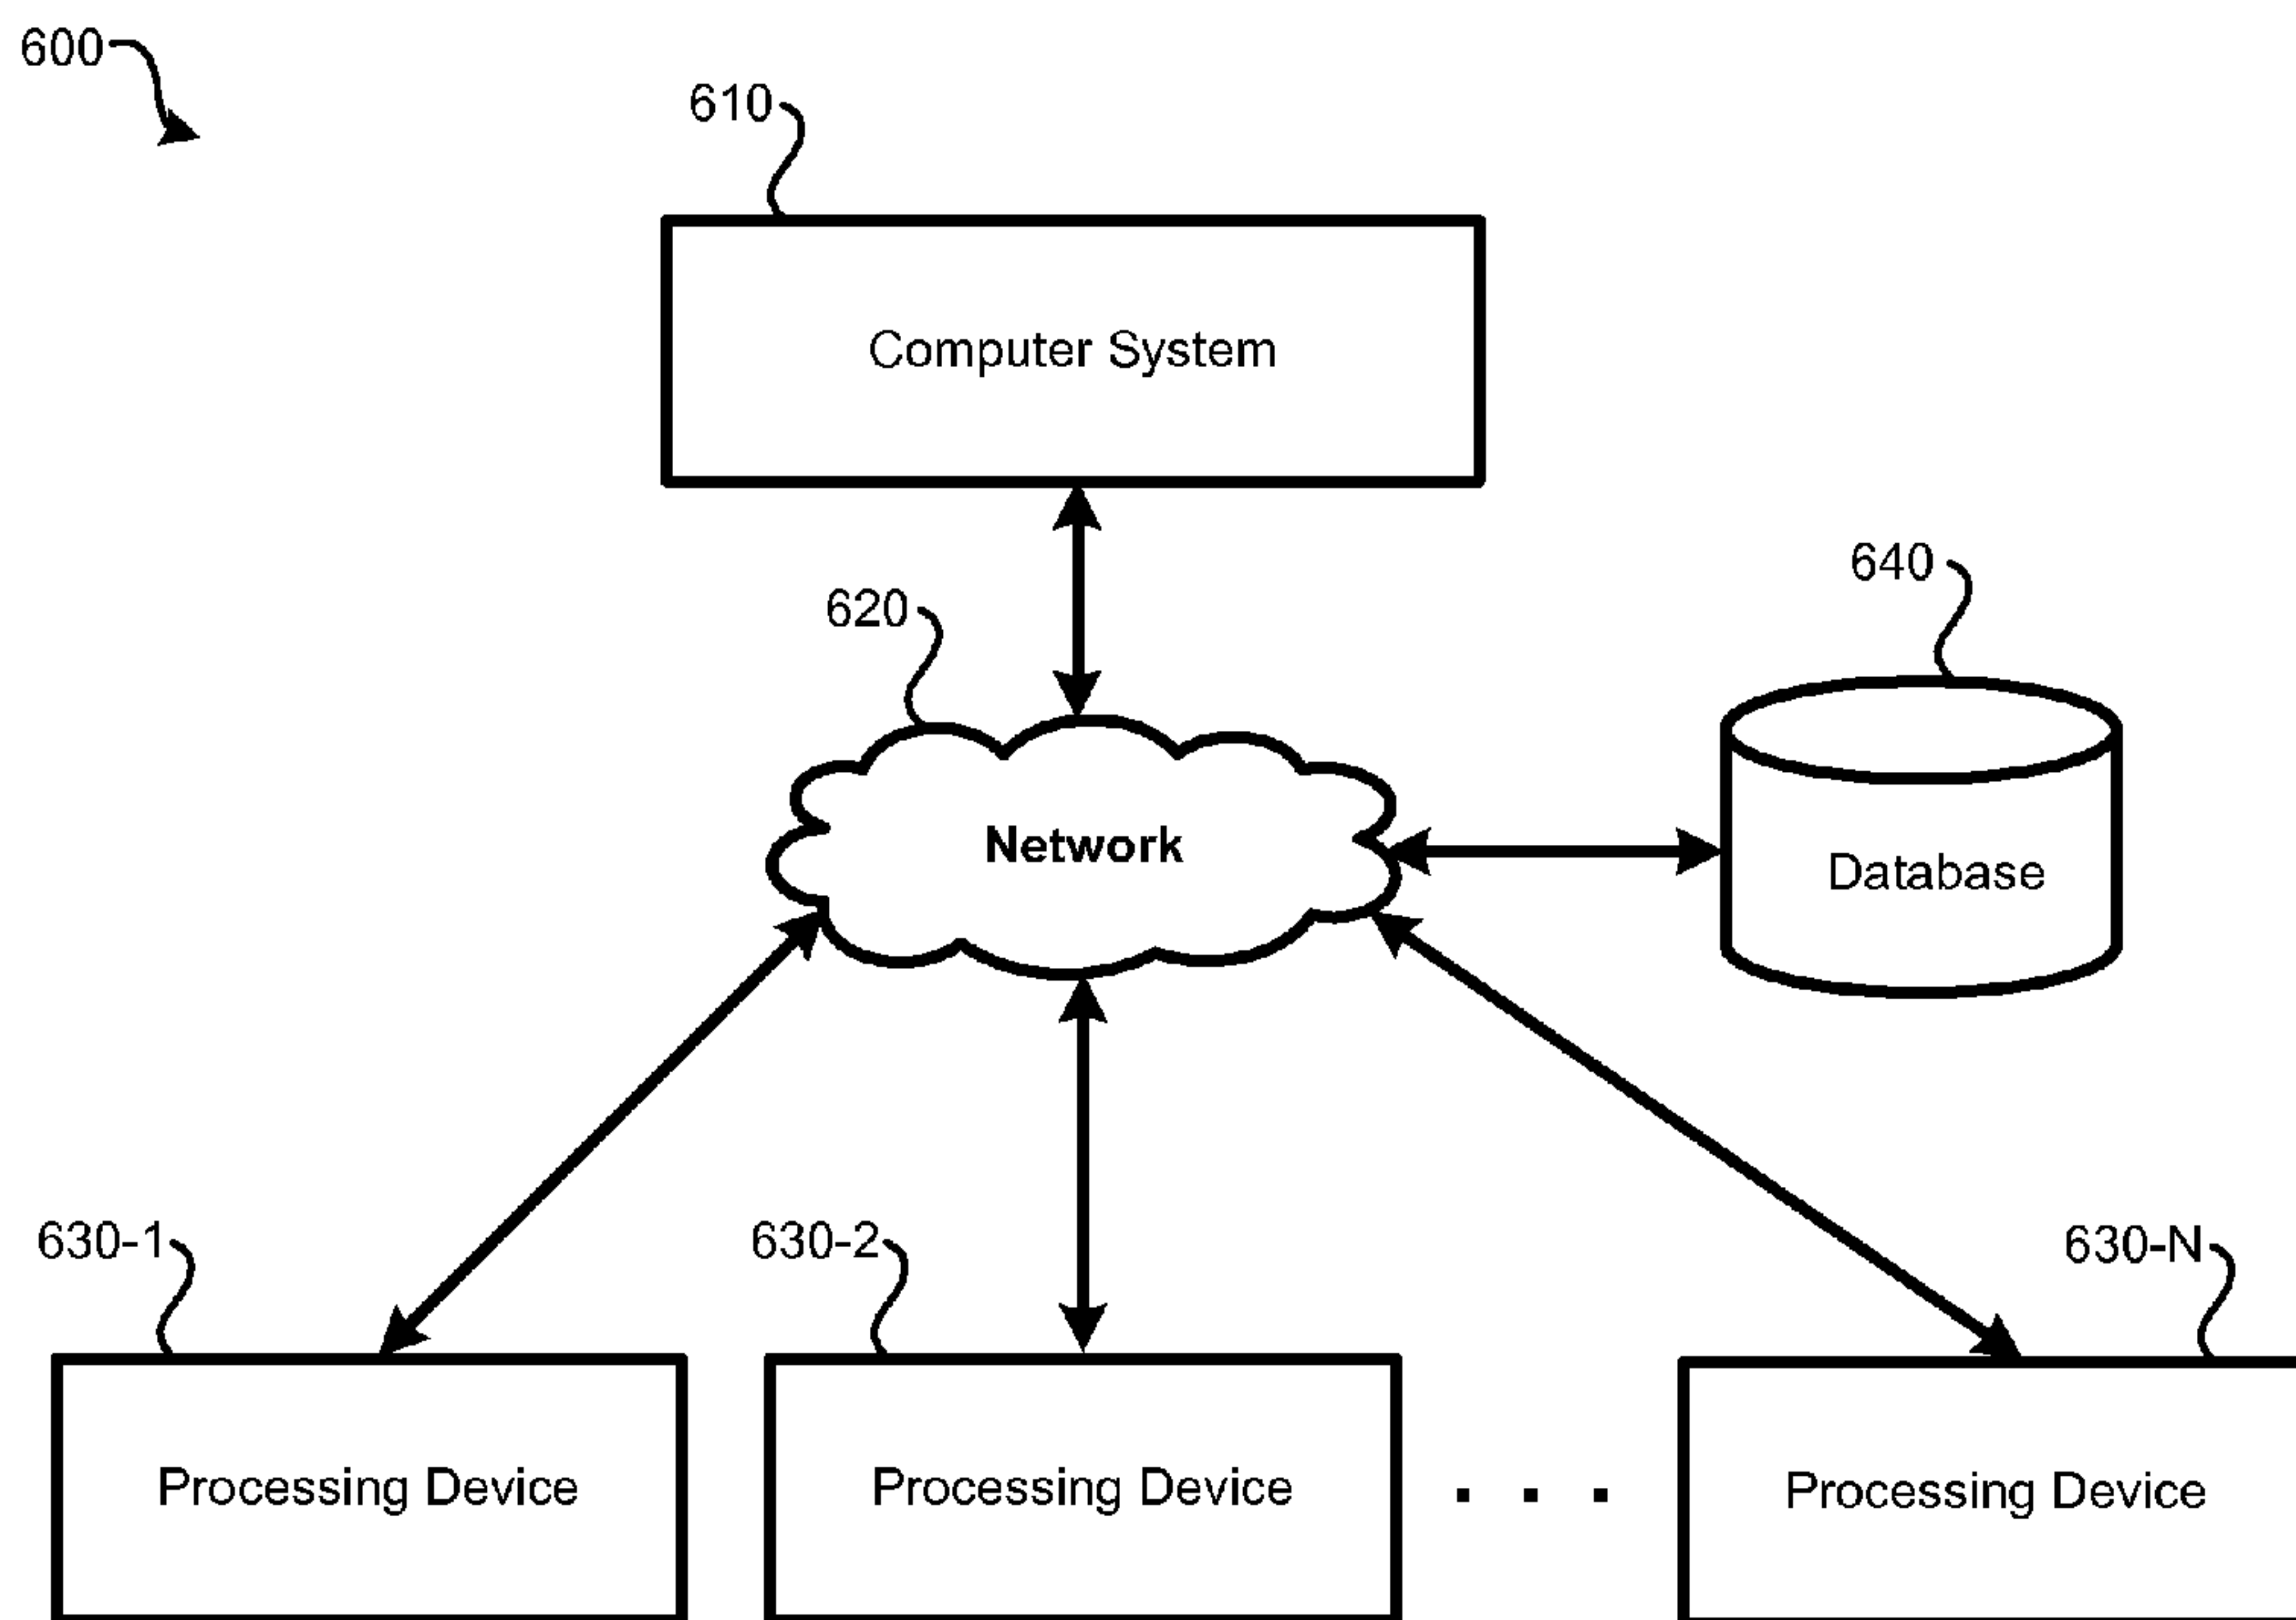 600
610
Computer System
640
620
Network
Database
630-1
630-2
630-N
Processing Device
Processing Device
. . .
Processing Device